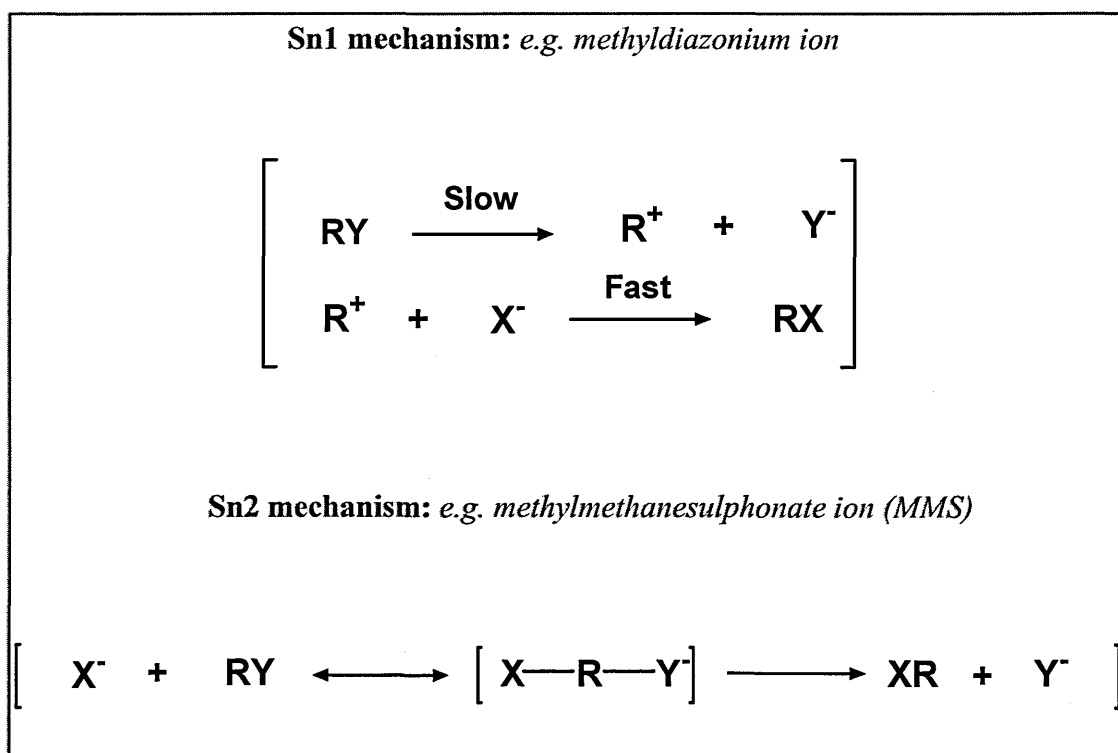 Sn1 mechanism: e.g. methyldiazonium ion
Slow
RY → R⁺ + Y⁻
Fast
R⁺ + X⁻ → RX
Sn2 mechanism: e.g. methylmethanesulphonate ion (MMS)
[ X⁻ + RY ↔ [ X—R—Y⁻] → XR + Y⁻ ]